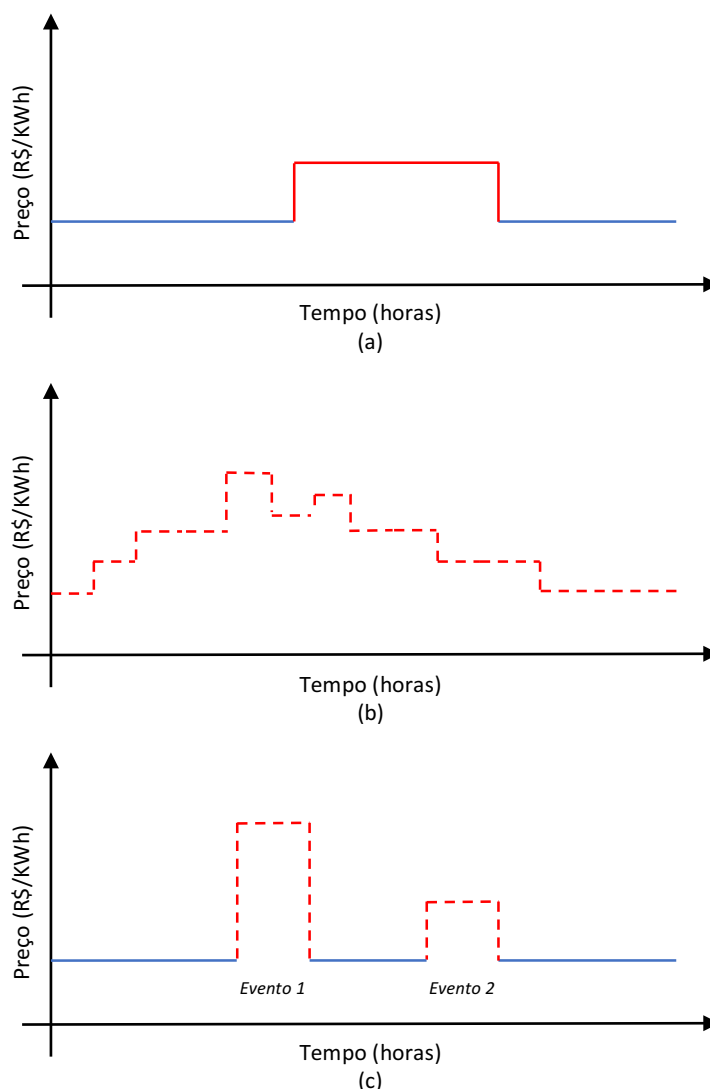 Preço (R$/KWh)
Tempo (horas)
(a)
Preço (R$/KWh)
Tempo (horas)
(b)
Preço (R$/KWh)
Evento 1 Evento 2
Tempo (horas)
(c)